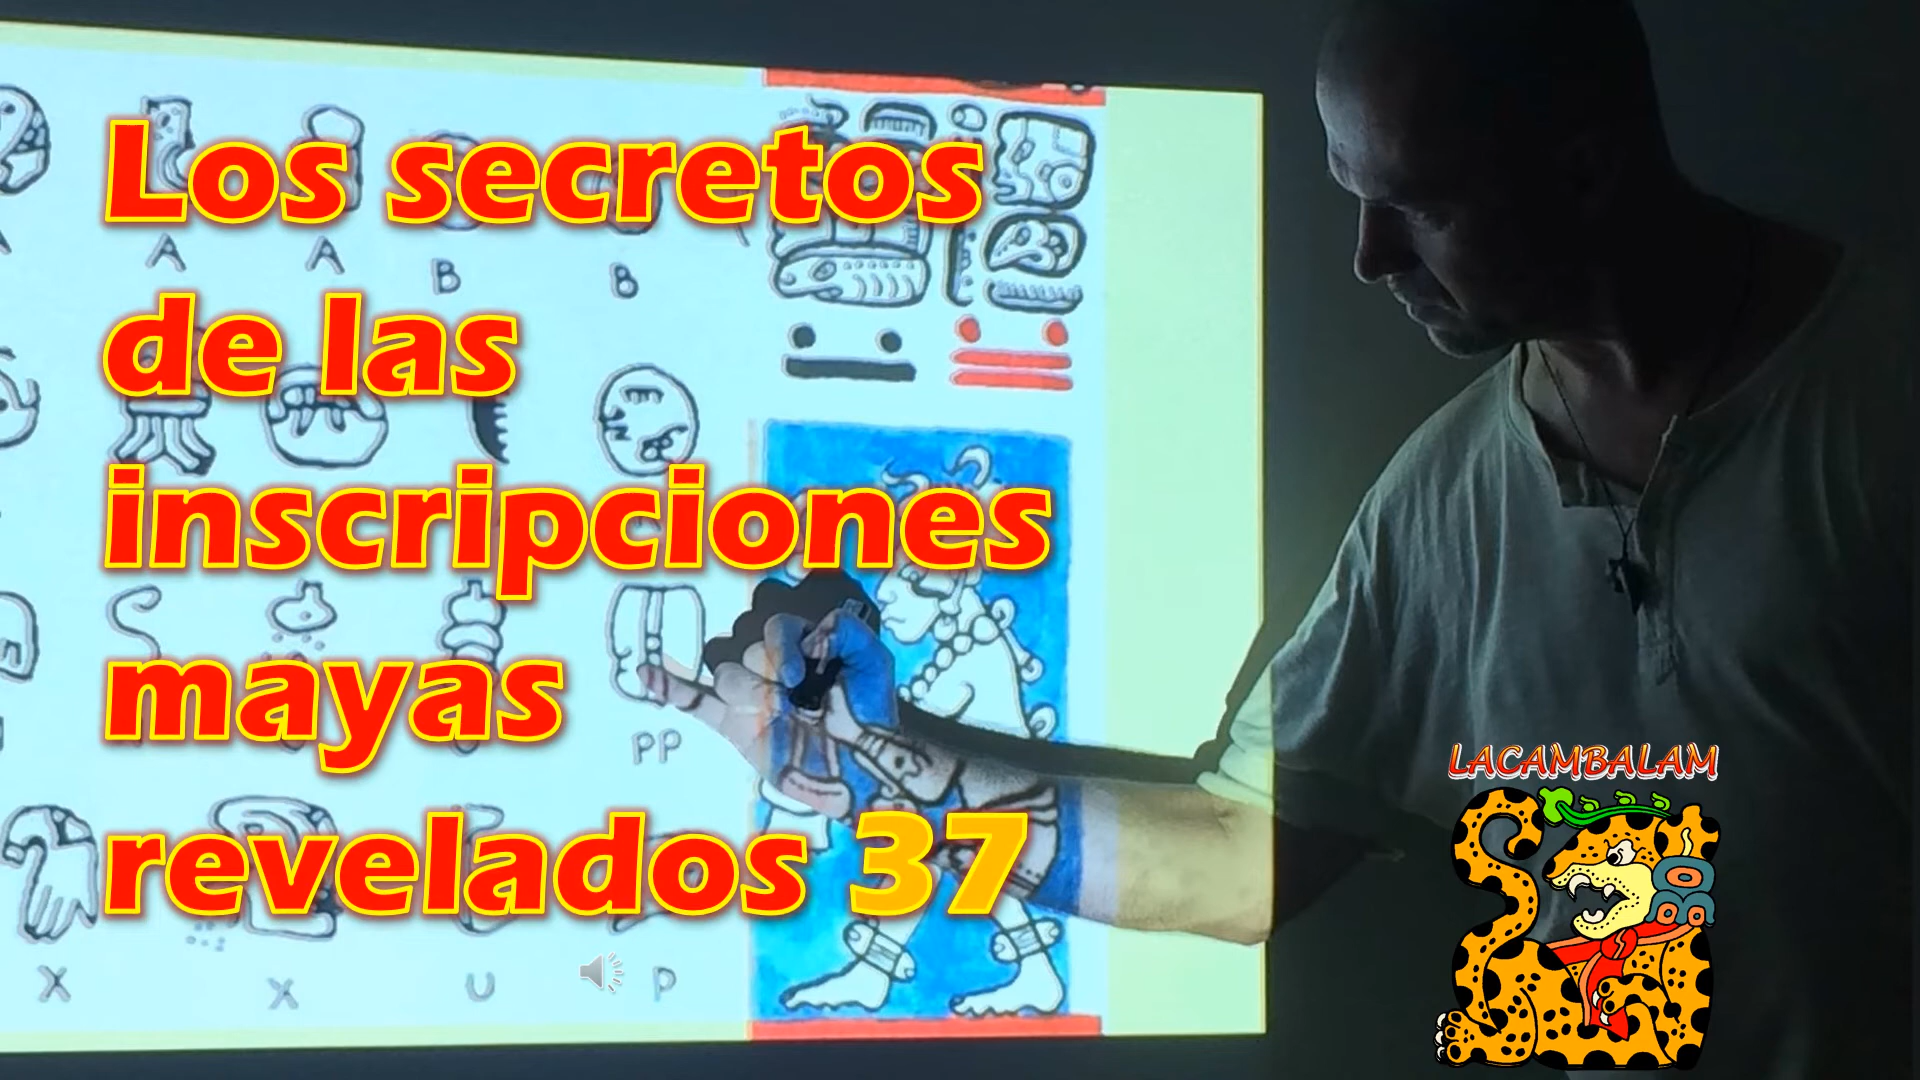 Los secretos
de las
inscripciones
mayas
revelados 37
A A B B
PP
X X U P
LACAMBALAM